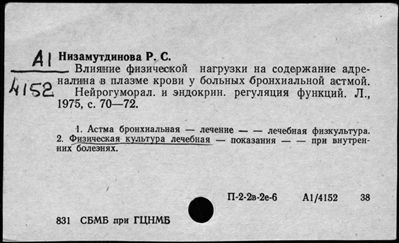 А1 Низамутдинова Р. С.
4152 Влияние физической нагрузки на содержание адре-
налина в плазме крови у больных бронхиальной астмой.
Нейрогуморал. и эндокрин. регуляция функций. Л.,
1975, с. 70—72.
1. Астма бронхиальная — лечение — — лечебная физкультура.
2. Физическая культура лечебная — показания — — при внутрен-
них болезнях.
П-2-2в-2е-6 А1/4152 38
831 СБМБ при ГЦНМБ